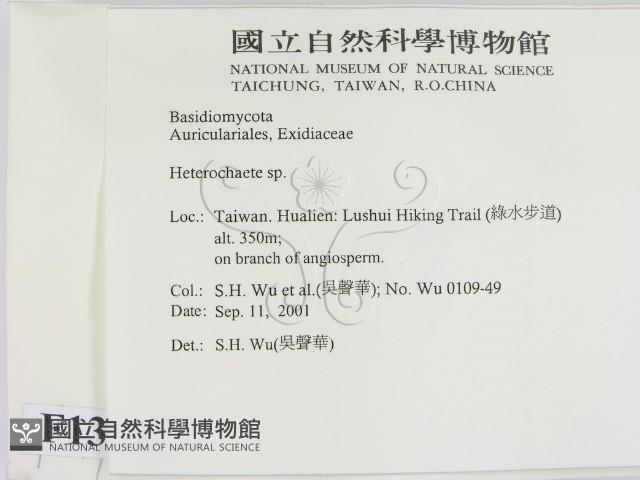 國立自然科學博物館
NATIONAL MUSEUM OF NATURAL SCIENCE
TAICHUNG, TAIWAN, R.O.CHINA
Basidiomycota
Auriculariales, Exidiaceae
Heterochaete sp.
Loc.: Taiwan. Hualien: Lushui Hiking Trail (綠水步道)
alt. 350m;
on branch of angiosperm.
Col.: S.H. Wu et al.(吳聲華); No. Wu 0109-49
Date: Sep. 11, 2001
Det.: S.H. Wu(吳聲華)
F13
國立自然科學博物館
NATIONAL MUSEUM OF NATURAL SCIENCE